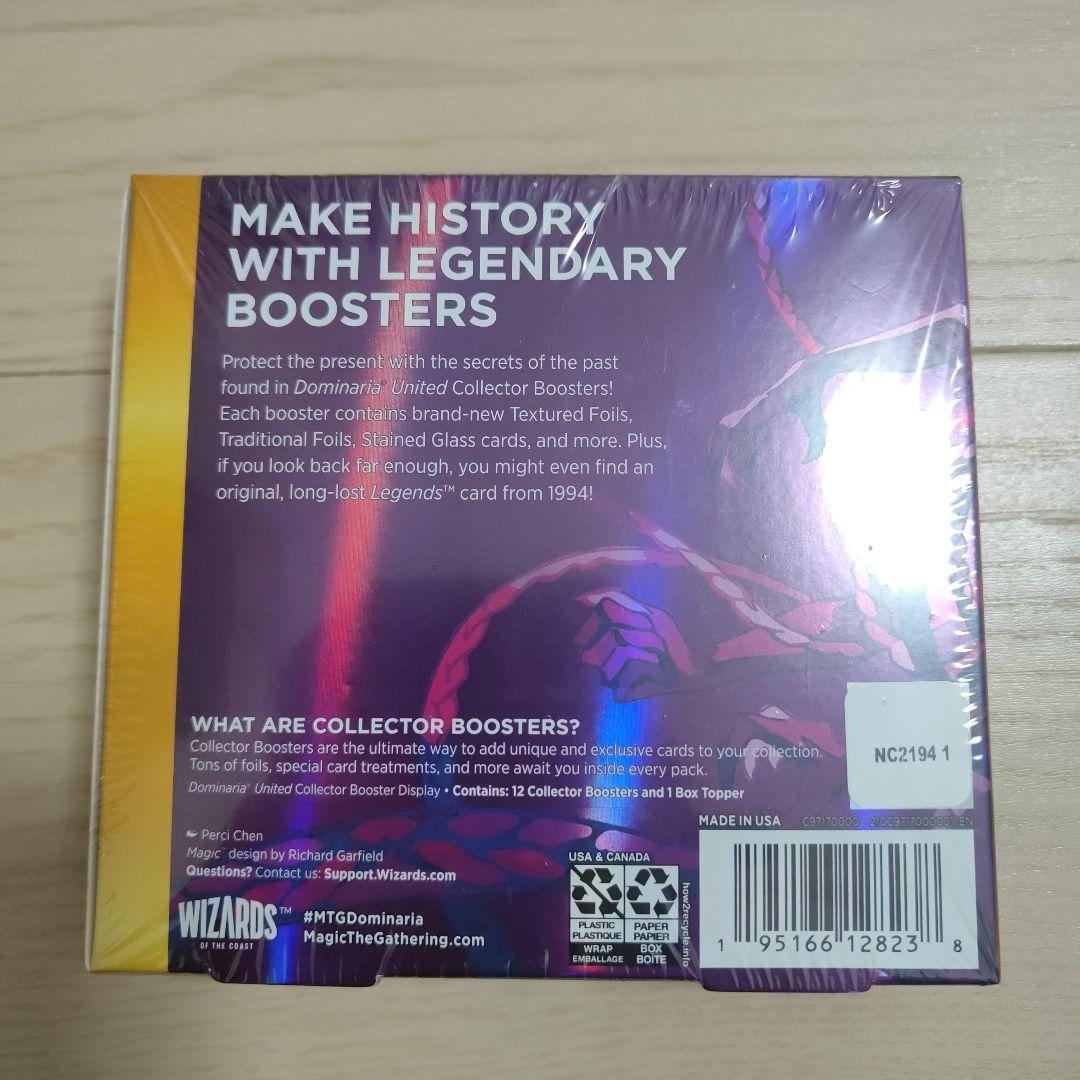 MAKE HISTORY
WITH LEGENDARY
BOOSTERS
Protect the present with the secrets of the past
found in Dominaria® United Collector Boosters!
Each booster contains brand-new Textured Foils,
Traditional Foils, Stained Glass cards, and more. Plus,
if you look back far enough, you might even find an
original, long-lost Legends™ card from 1994!
WHAT ARE COLLECTOR BOOSTERS?
Collector Boosters are the ultimate way to add unique and exclusive cards to your collection.
Tons of foils, special card treatments, and more await you inside every pack.
Dominaria® United Collector Booster Display • Contains: 12 Collector Boosters and 1 Box Topper
NC2194 1
MADE IN USA C97170000 210C9717000001 EN
Perci Chen
Magic® design by Richard Garfield
Questions? Contact us: Support.Wizards.com
WIZARDS™
OF THE COAST
#MTGDominaria
MagicTheGathering.com
USA & CANADA
PLASTIC
PLASTIQUE
WRAP
EMBALLAGE
PAPER
PAPIER
BOX
BOÎTE
how2recycle.info
1 95166 12823 8